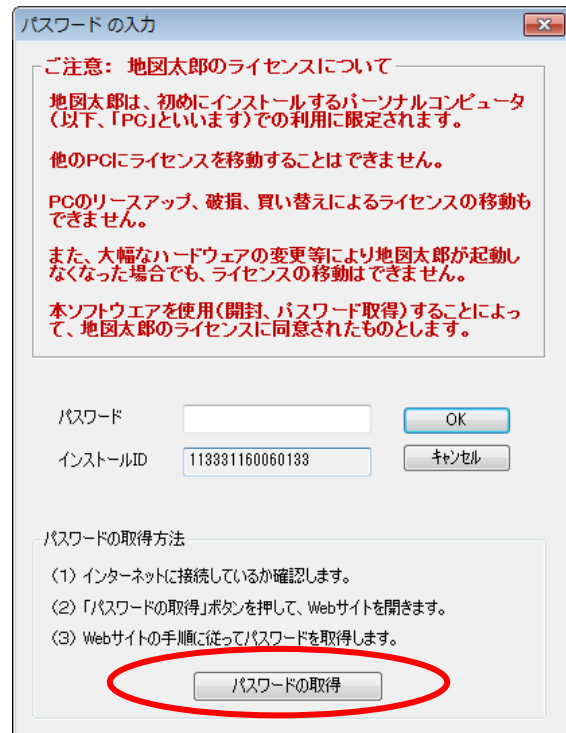 パスワード の入力
ご注意： 地図太郎のライセンスについて
地図太郎は、初めにインストールするパーソナルコンピュータ
(以下、「PC」といいます)での利用に限定されます。
他のPCにライセンスを移動することはできません。
PCのリースアップ、破損、買い替えによるライセンスの移動も
できません。
また、大幅なハードウェアの変更等により地図太郎が起動し
なくなった場合でも、ライセンスの移動はできません。
本ソフトウエアを使用(開封、パスワード取得)することによっ
て、地図太郎のライセンスに同意されたものとします。
パスワード
OK
インストールID
113331160060133
キャンセル
パスワードの取得方法
(1) インターネットに接続しているか確認します。
(2) 「パスワードの取得」ボタンを押して、Webサイトを開きます。
(3) Webサイトの手順に従ってパスワードを取得します。
パスワードの取得